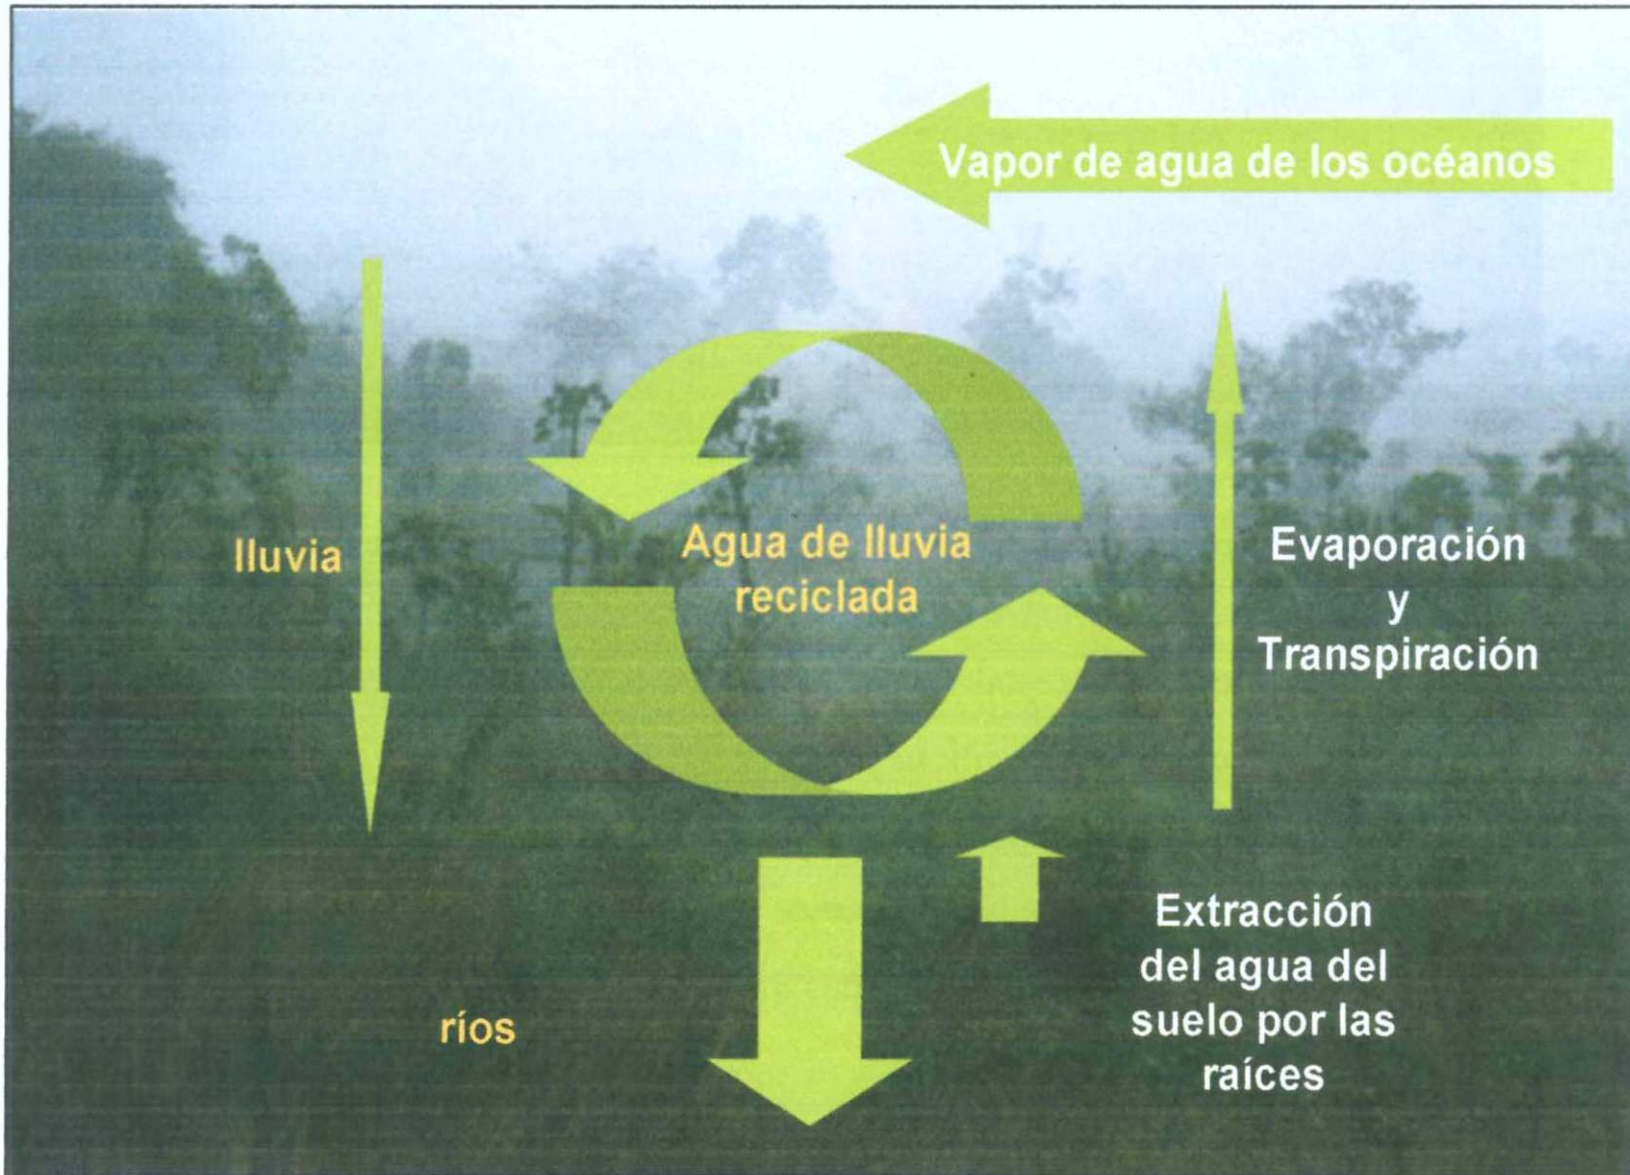 Vapor de agua de los océanos
lluvia
Agua de lluvia
reciclada
Evaporación
y
Transpiración
ríos
Extracción
del agua del
suelo por las
raíces